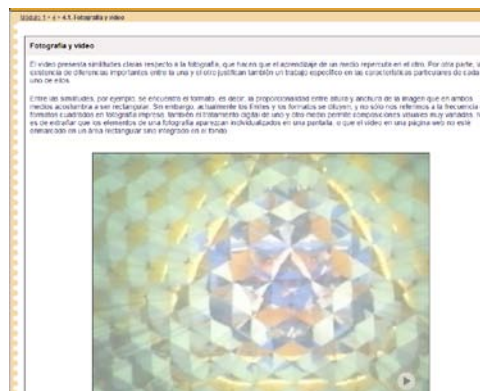 Módulo 1 > 4 > 4.1. Fotografía y vídeo
Fotografía y vídeo
El vídeo presenta similitudes claras respecto a la fotografía, que hacen que el aprendizaje de un medio repercuta en el otro. Por otra parte, la
existencia de diferencias importantes entre la una y el otro justifican también un trabajo específico en las características particulares de cada
uno de ellos.
Entre las similitudes, por ejemplo, se encuentra el formato, es decir, la proporcionalidad entre altura y anchura de la imagen que en ambos
medios acostumbra a ser rectangular. Sin embargo, actualmente los límites y los formatos se diluyen, y no sólo nos referimos a la frecuencia
formatos cuadrados en fotografía impresa, también el tratamiento digital de uno y otro medio permite composiciones visuales muy variadas. N
es de extrañar que los elementos de una fotografía aparezcan individualizados en una pantalla, o que el vídeo en una página web no esté
enmarcado en un área rectangular sino integrado en el fondo.